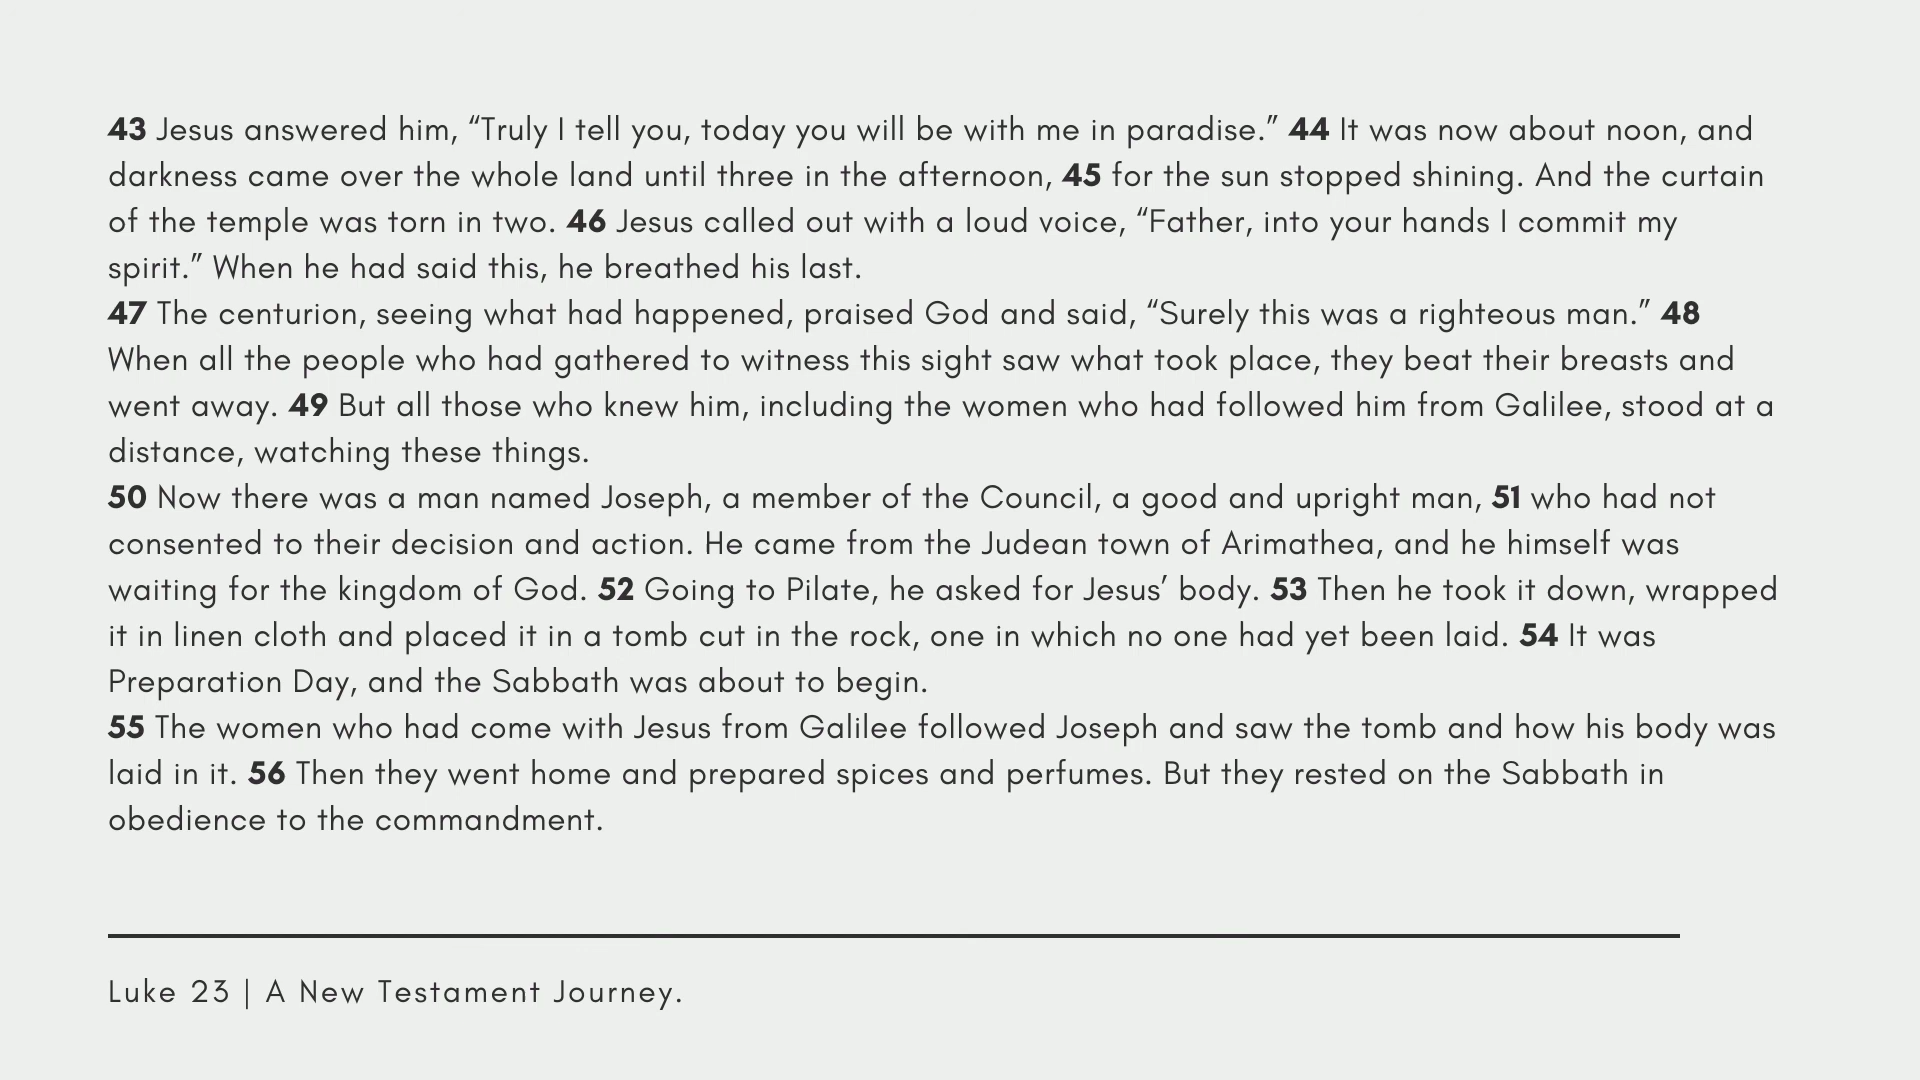 43 Jesus answered him, “Truly I tell you, today you will be with me in paradise.” 44 It was now about noon, and
darkness came over the whole land until three in the afternoon, 45 for the sun stopped shining. And the curtain
of the temple was torn in two. 46 Jesus called out with a loud voice, “Father, into your hands I commit my
spirit.” When he had said this, he breathed his last.
47 The centurion, seeing what had happened, praised God and said, “Surely this was a righteous man.” 48
When all the people who had gathered to witness this sight saw what took place, they beat their breasts and
went away. 49 But all those who knew him, including the women who had followed him from Galilee, stood at a
distance, watching these things.
50 Now there was a man named Joseph, a member of the Council, a good and upright man, 51 who had not
consented to their decision and action. He came from the Judean town of Arimathea, and he himself was
waiting for the kingdom of God. 52 Going to Pilate, he asked for Jesus’ body. 53 Then he took it down, wrapped
it in linen cloth and placed it in a tomb cut in the rock, one in which no one had yet been laid. 54 It was
Preparation Day, and the Sabbath was about to begin.
55 The women who had come with Jesus from Galilee followed Joseph and saw the tomb and how his body was
laid in it. 56 Then they went home and prepared spices and perfumes. But they rested on the Sabbath in
obedience to the commandment.
Luke 23 | A New Testament Journey.